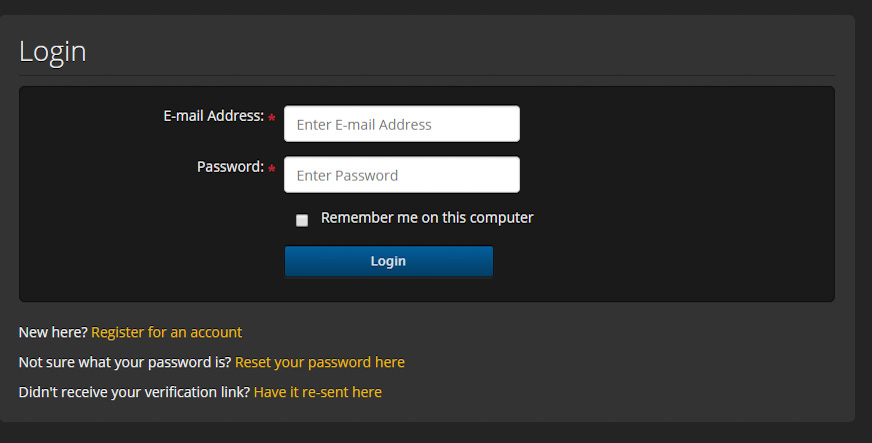 Login
E-mail Address: *
Enter E-mail Address
Password: *
Enter Password
Remember me on this computer
Login
New here? Register for an account
Not sure what your password is? Reset your password here
Didn't receive your verification link? Have it re-sent here